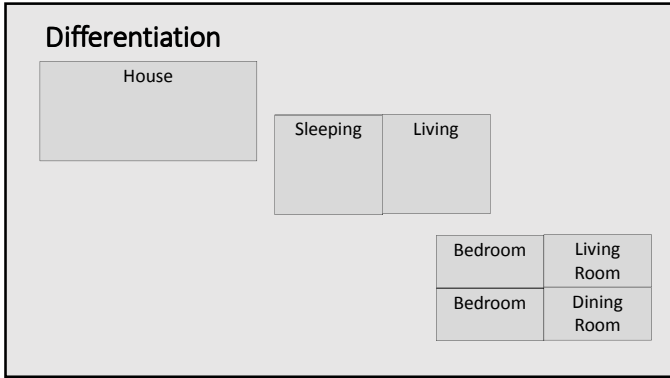 Differentiation
House
Sleeping
Living
Bedroom
Living
Room
Bedroom
Dining
Room